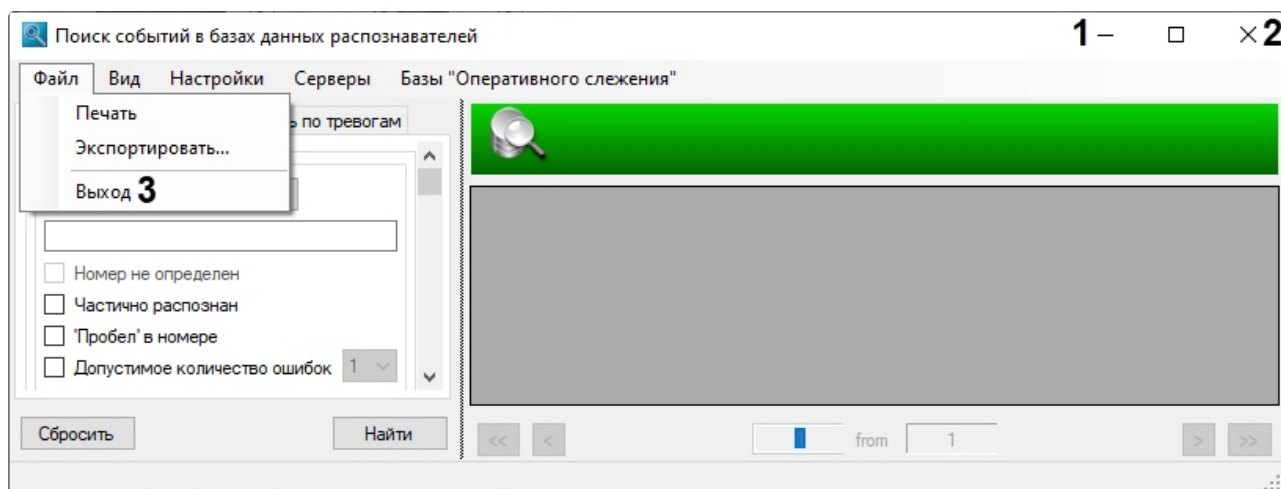 Поиск событий в базах данных распознавателей
1
2
Файл Вид Настройки Серверы Базы "Оперативного слежения"
Печать
по тревогам
Экспортировать...
Выход 3
Номер не определен
Частично распознан
'Пробел' в номере
Допустимое количество ошибок 1
Сбросить Найти
<< < from 1 > >>